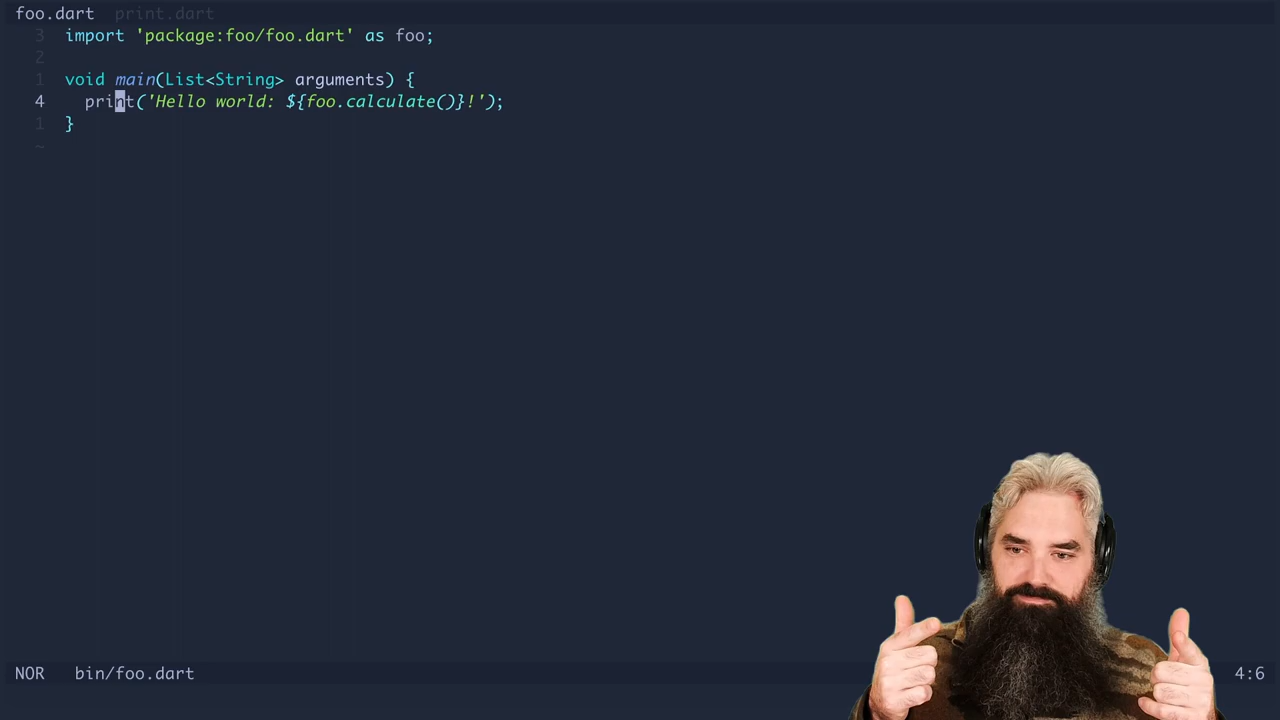 foo.dart print.dart
3 import 'package:foo/foo.dart' as foo;
2
1 void main(List<String> arguments) {
4 print('Hello world: ${foo.calculate()}!');
1 }
~
NOR bin/foo.dart 4:6